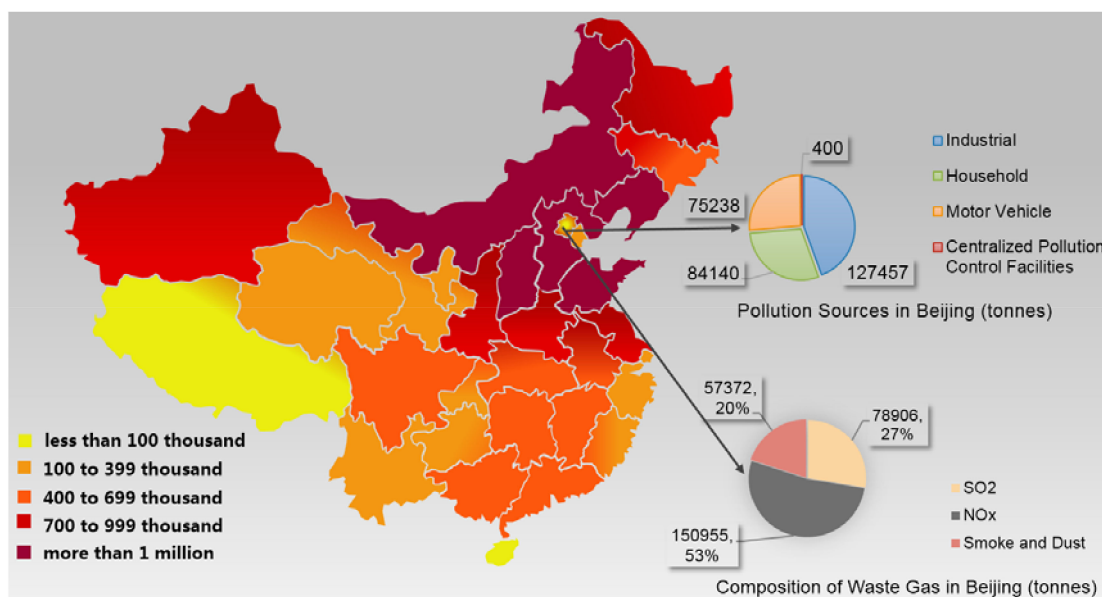 400
Industrial
Household
Motor Vehicle
Centralized Pollution
Control Facilities
75238
84140
127457
Pollution Sources in Beijing (tonnes)
57372,
20%
78906,
27%
150955,
53%
SO2
NOx
Smoke and Dust
Composition of Waste Gas in Beijing (tonnes)
less than 100 thousand
100 to 399 thousand
400 to 699 thousand
700 to 999 thousand
more than 1 million